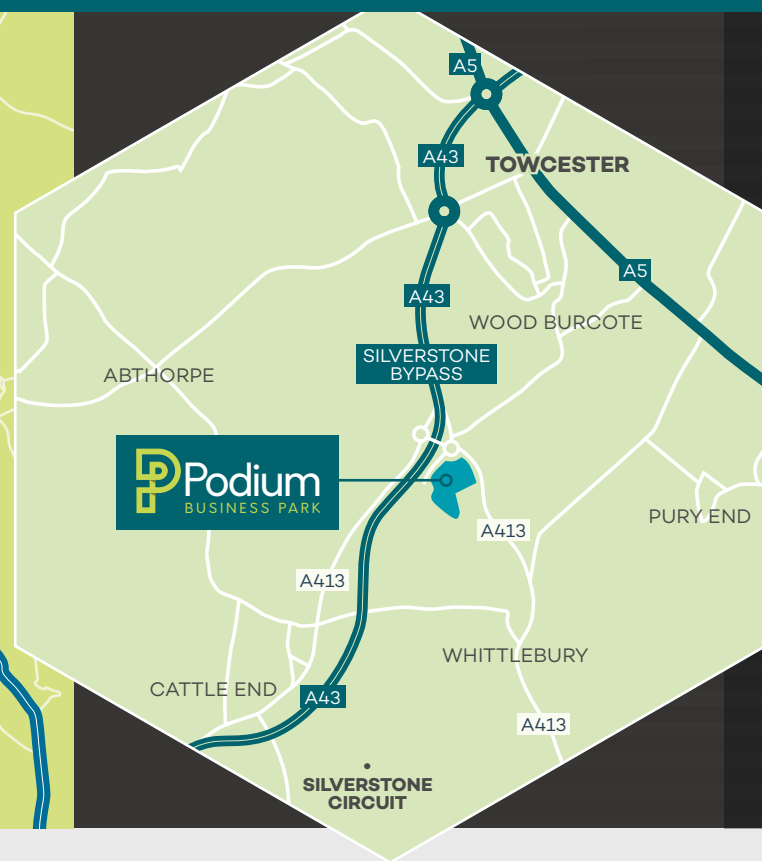 A5
A43
TOWCESTER
A5
A43
WOOD BURCOTE
SILVERSTONE
BYPASS
ABTHORPE
Podium
BUSINESS PARK
PURY END
A413
A413
WHITTLEBURY
CATTLE END
A43
A413
SILVERSTONE
CIRCUIT